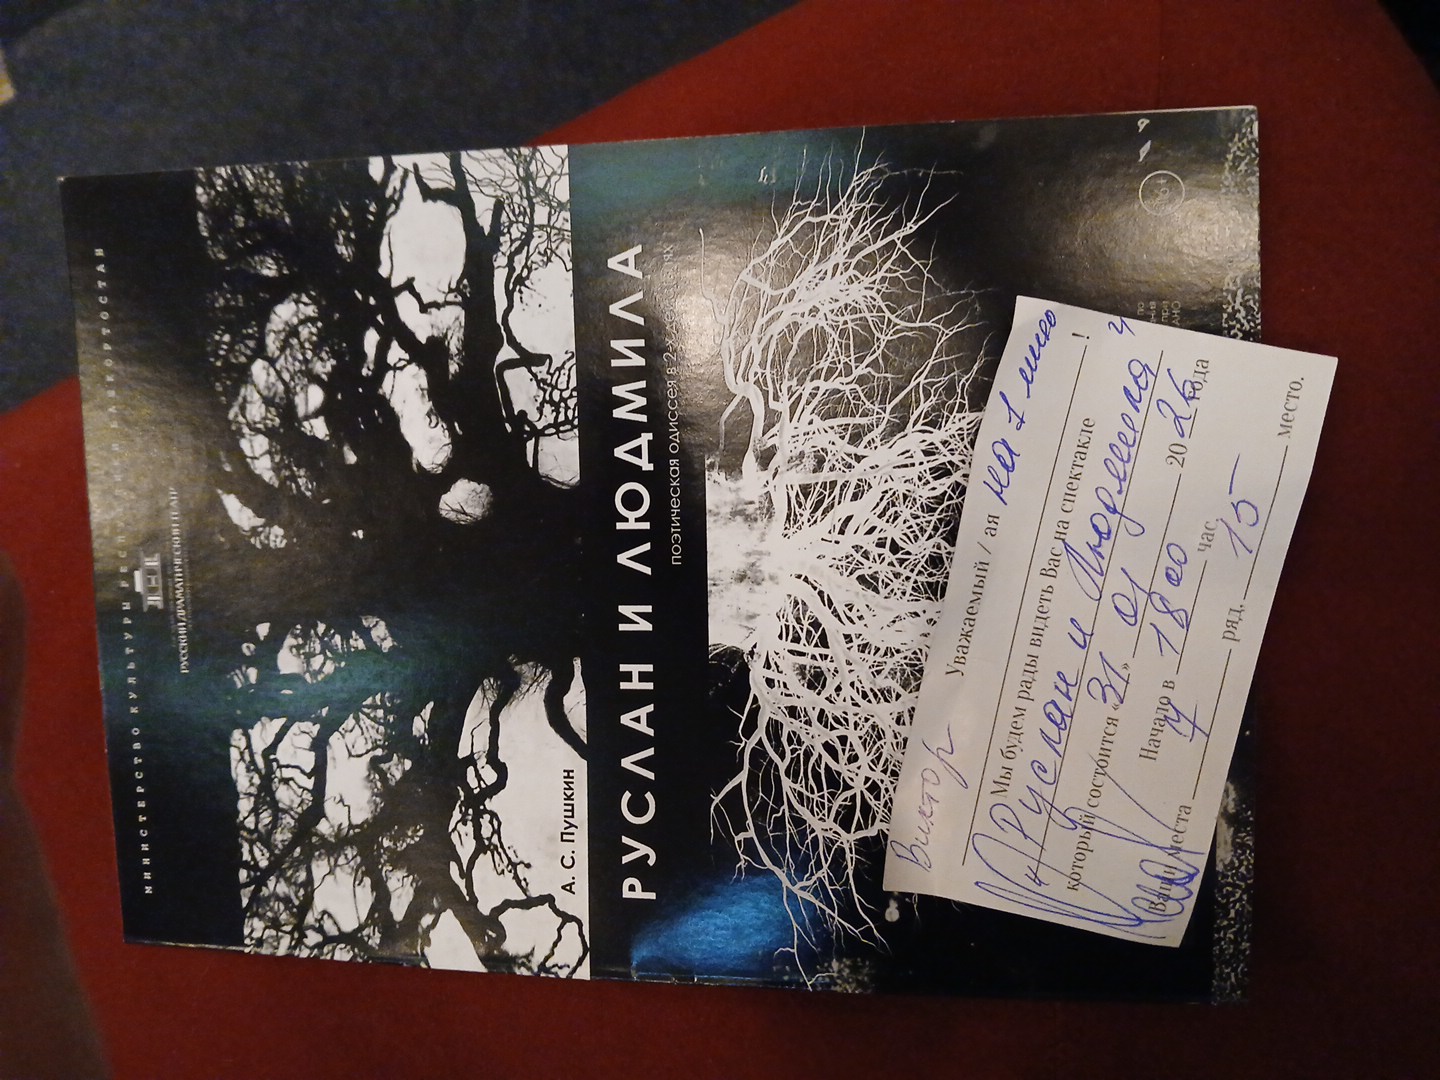 МИНИСТЕРСТВО КУЛЬТУРЫ РЕСПУБЛИКИ БАШКОРТОСТАН
РУССКИЙ ДРАМАТИЧЕСКИЙ ТЕАТР
А. С. Пушкин
РУСЛАН И ЛЮДМИЛА
поэтическая одиссея в 2-х
Виктор
Уважаемый / ая на 1 лицо
!
Мы будем рады видеть Вас на спектакле
Руслан и Людмила
который состоится «31» 01 2026 года
Начало в 18 00 час.
Ваши места 4 ряд, 15 место.